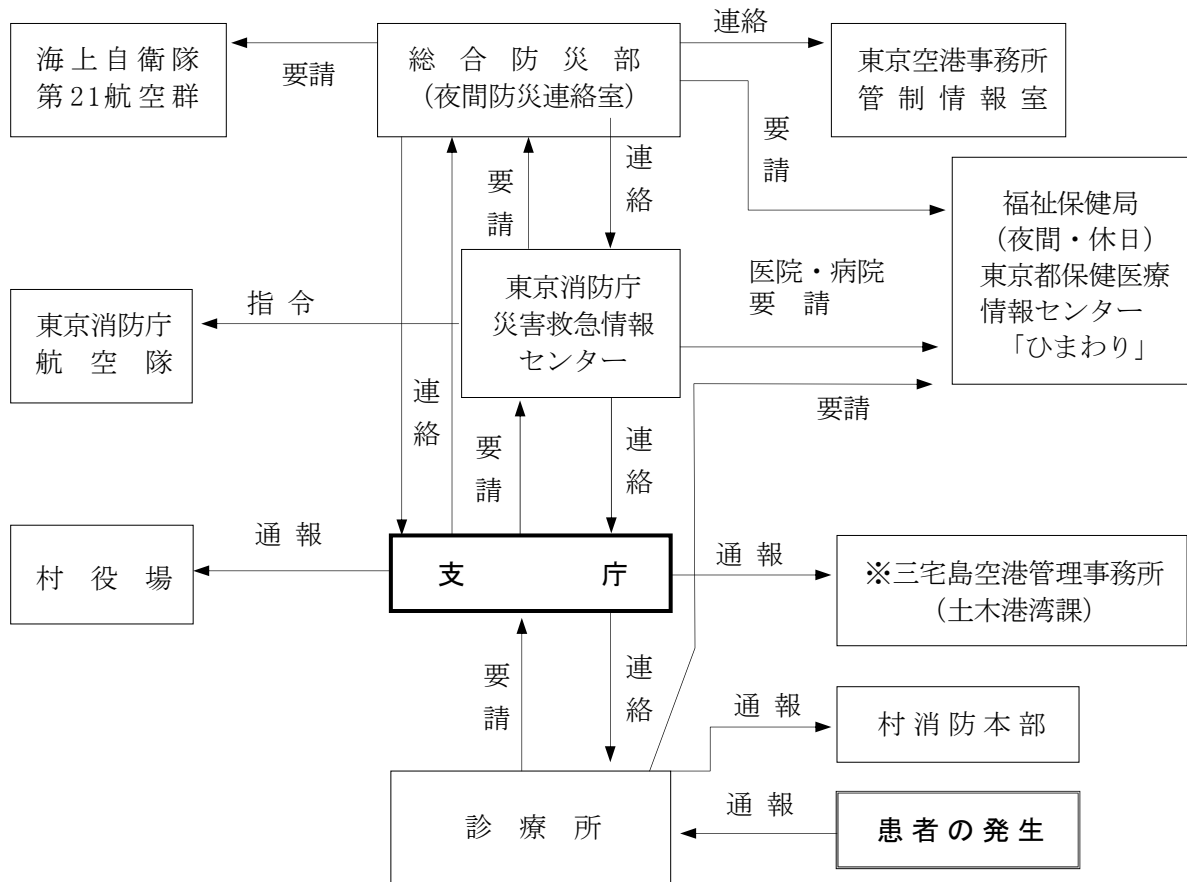 連絡
海上自衛隊
第21航空群
要請
総合防災部
(夜間防災連絡室)
東京空港事務所
管制情報室
要請
連絡
要請
福祉保健局
(夜間・休日)
東京都保健医療
情報センター
「ひまわり」
医院・病院
要請
東京消防庁
災害救急情報
センター
指令
東京消防庁
航空隊
要請
連絡
要請
連絡
通報
村役場
支庁
通報
※三宅島空港管理事務所
(土木港湾課)
要請
連絡
通報
村消防本部
診療所
通報
患者の発生